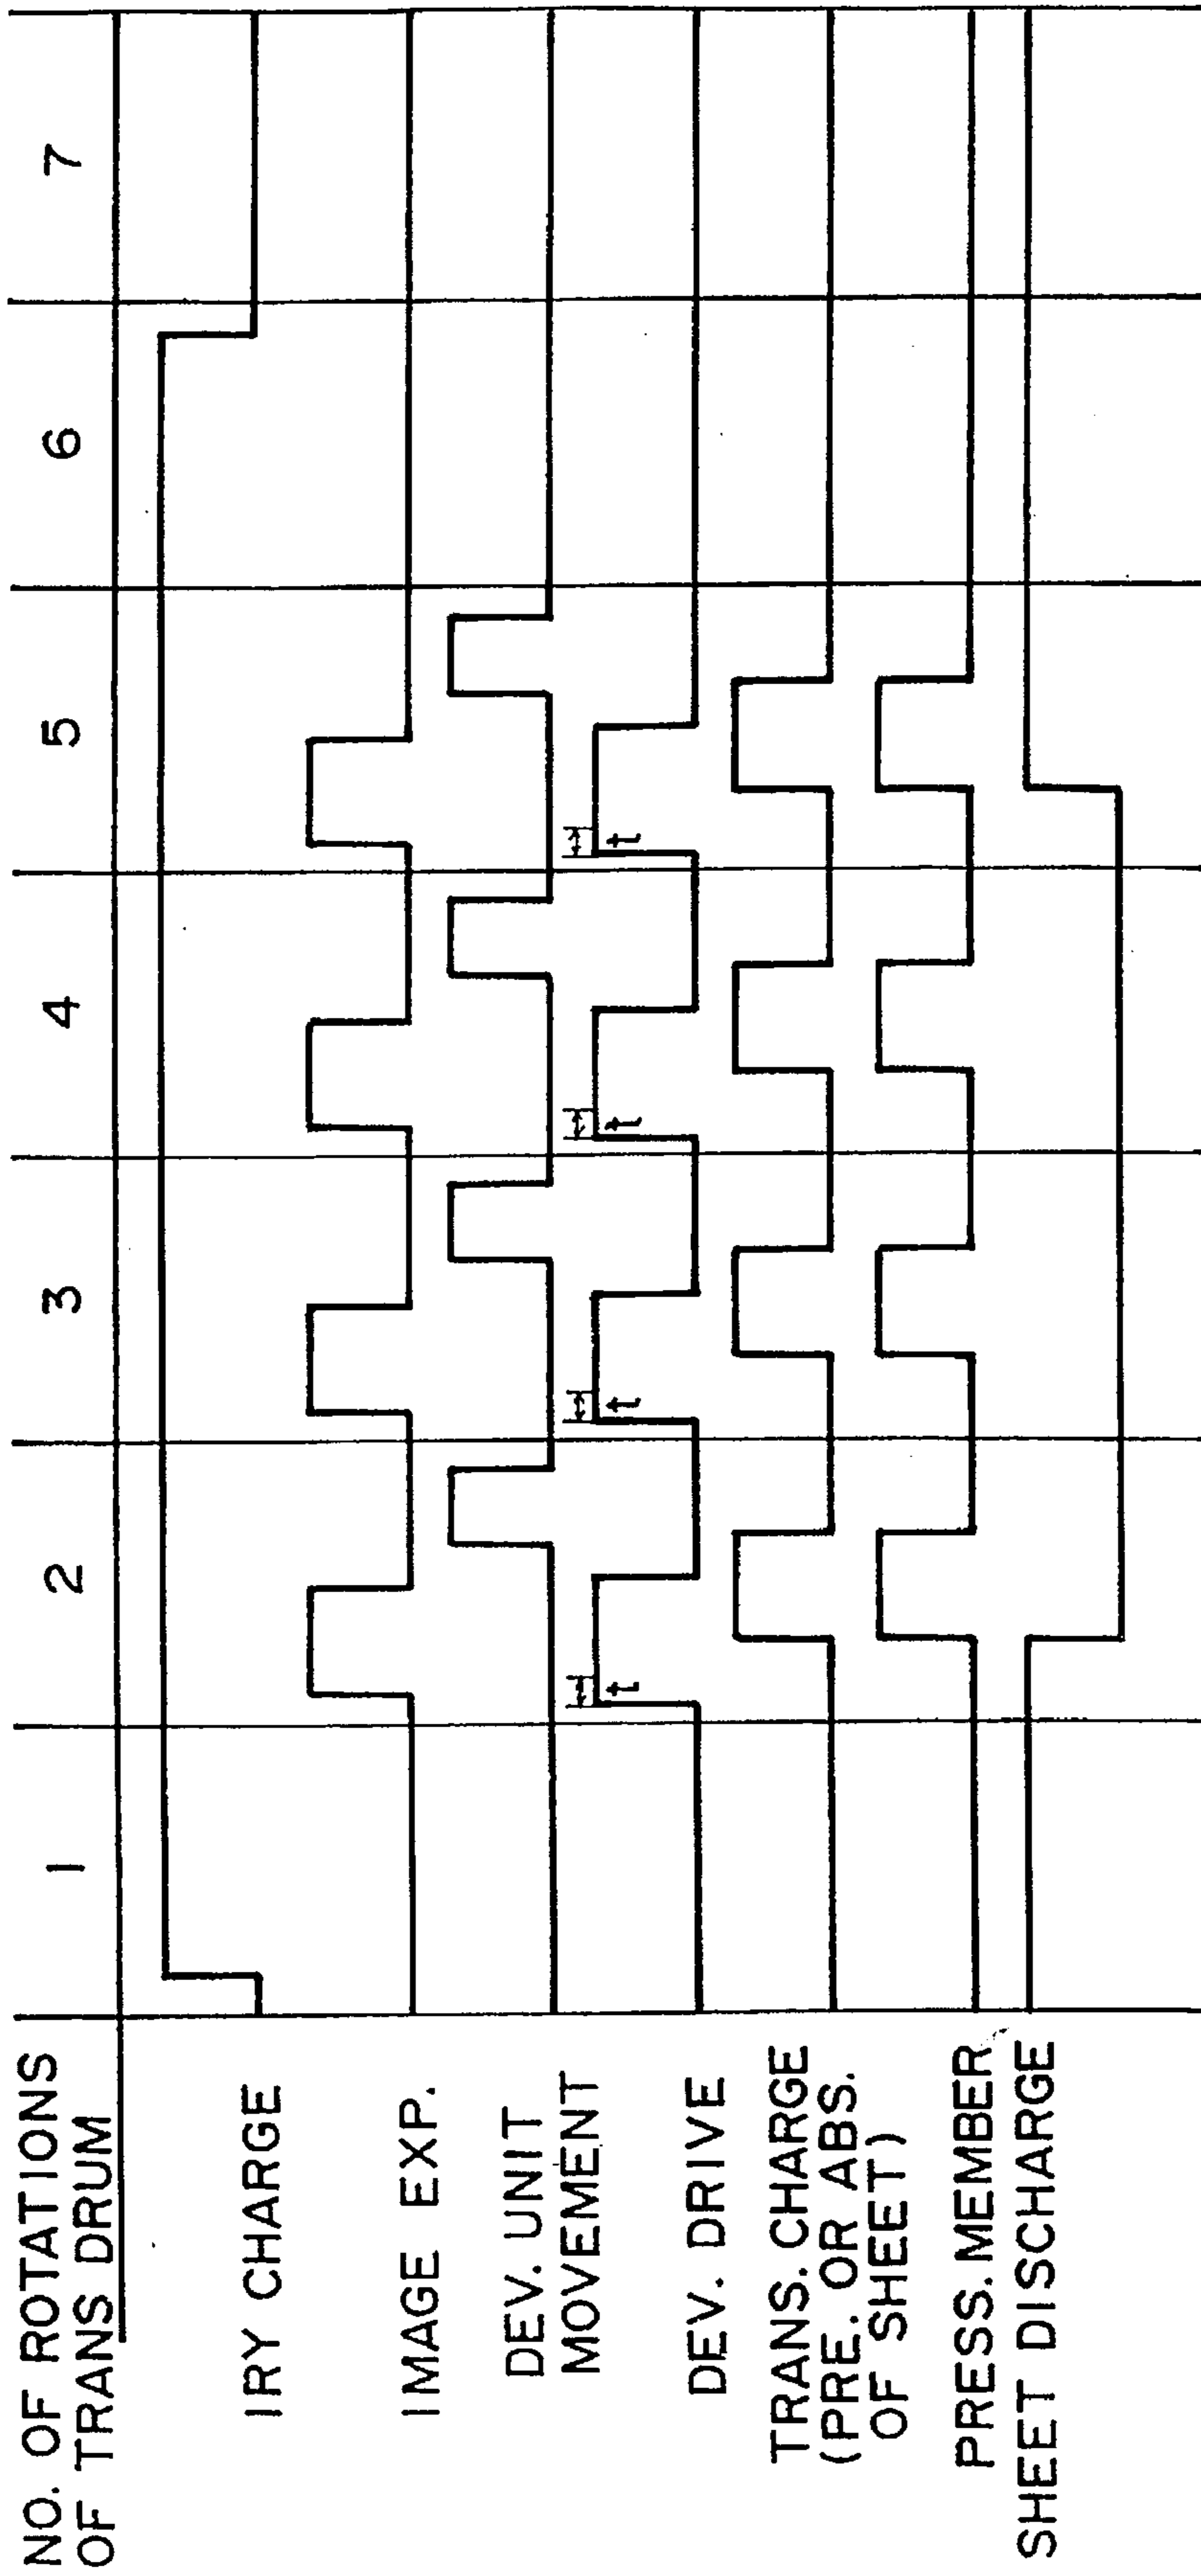 NO. OF ROTATIONS
OF TRANS DRUM
1 2 3 4 5 6 7
IRY CHARGE
IMAGE EXP.
DEV. UNIT
MOVEMENT
t t t t
DEV. DRIVE
TRANS. CHARGE
(PRE. OR ABS.
OF SHEET)
PRESS. MEMBER
SHEET DISCHARGE